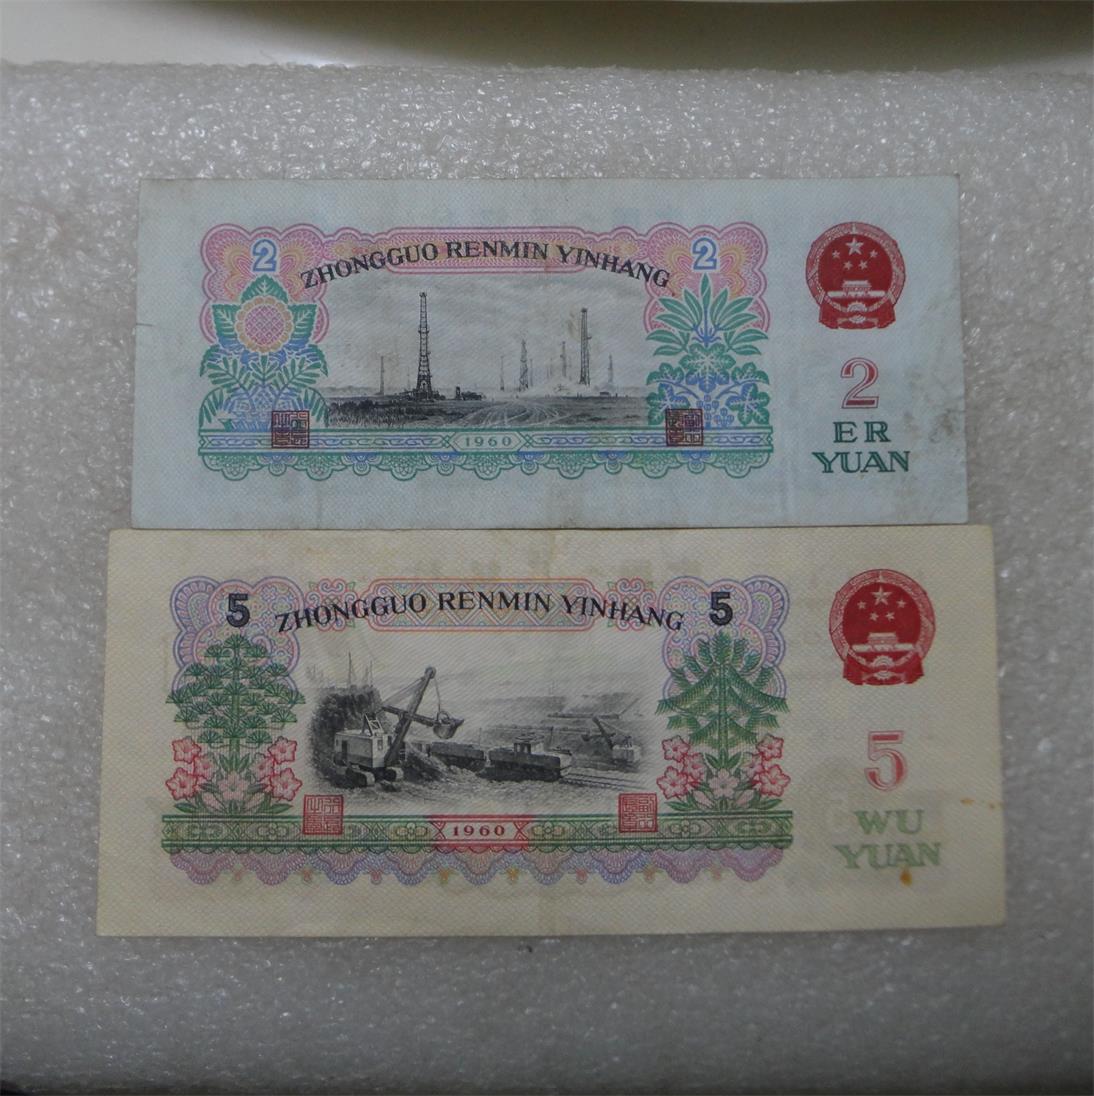 2 ZHONGGUO RENMIN YINHANG 2
2
ER
YUAN
1960
5 ZHONGGUO RENMIN YINHANG 5
5
WU
YUAN
1960